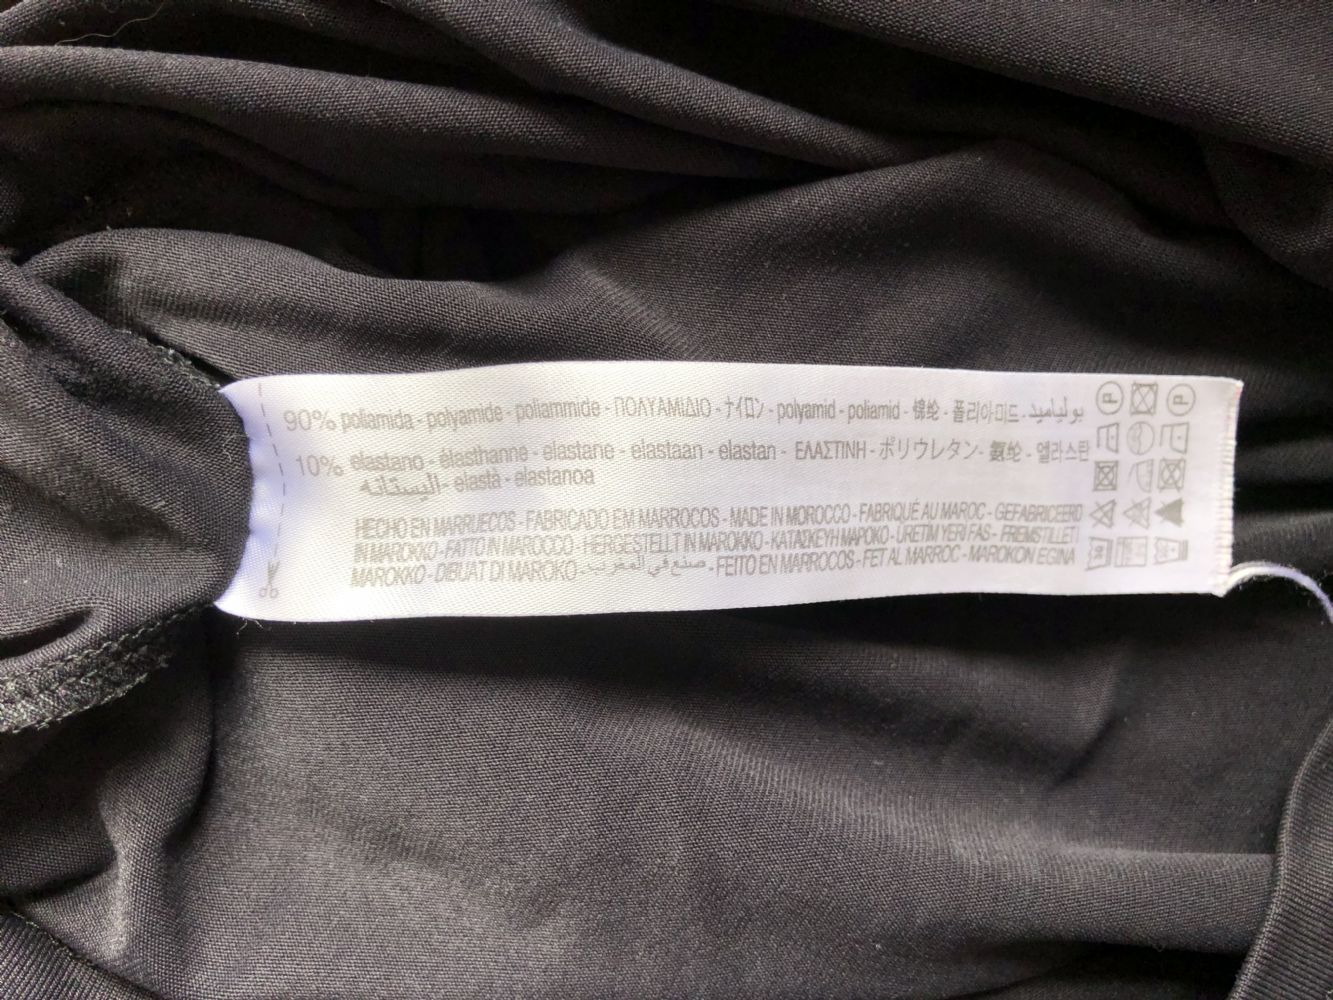 90% poliamida - polyamide - poliammide - ΠΟΛΥΑΜΙΔΙΟ - ナイロン - polyamid - poliamid - 锦纶 - 폴리아미드 - بولياميد
10% elastano - élasthanne - elastane - elastaan - elastan - ΕΛΑΣΤΙΝΗ - ポリウレタン - 氨纶 - 엘라스탄
اليستانه - elastă - elastanoa
HECHO EN MARRUECOS - FABRICADO EM MARROCOS - MADE IN MOROCCO - FABRIQUÉ AU MAROC - GEFABRICEERD
IN MAROKKO - FATTO IN MAROCCO - HERGESTELLT IN MAROKKO - ΚΑΤΑΣΚΕΥΗ ΜΑΡΟΚΟ - ÜRETIM YERI FAS - FREMSTILLET I
MAROKKO - DIBUAT DI MAROKO - صنع في المغرب - FEITO EN MARROCOS - FET AL MARROC - MAROKON EGINA